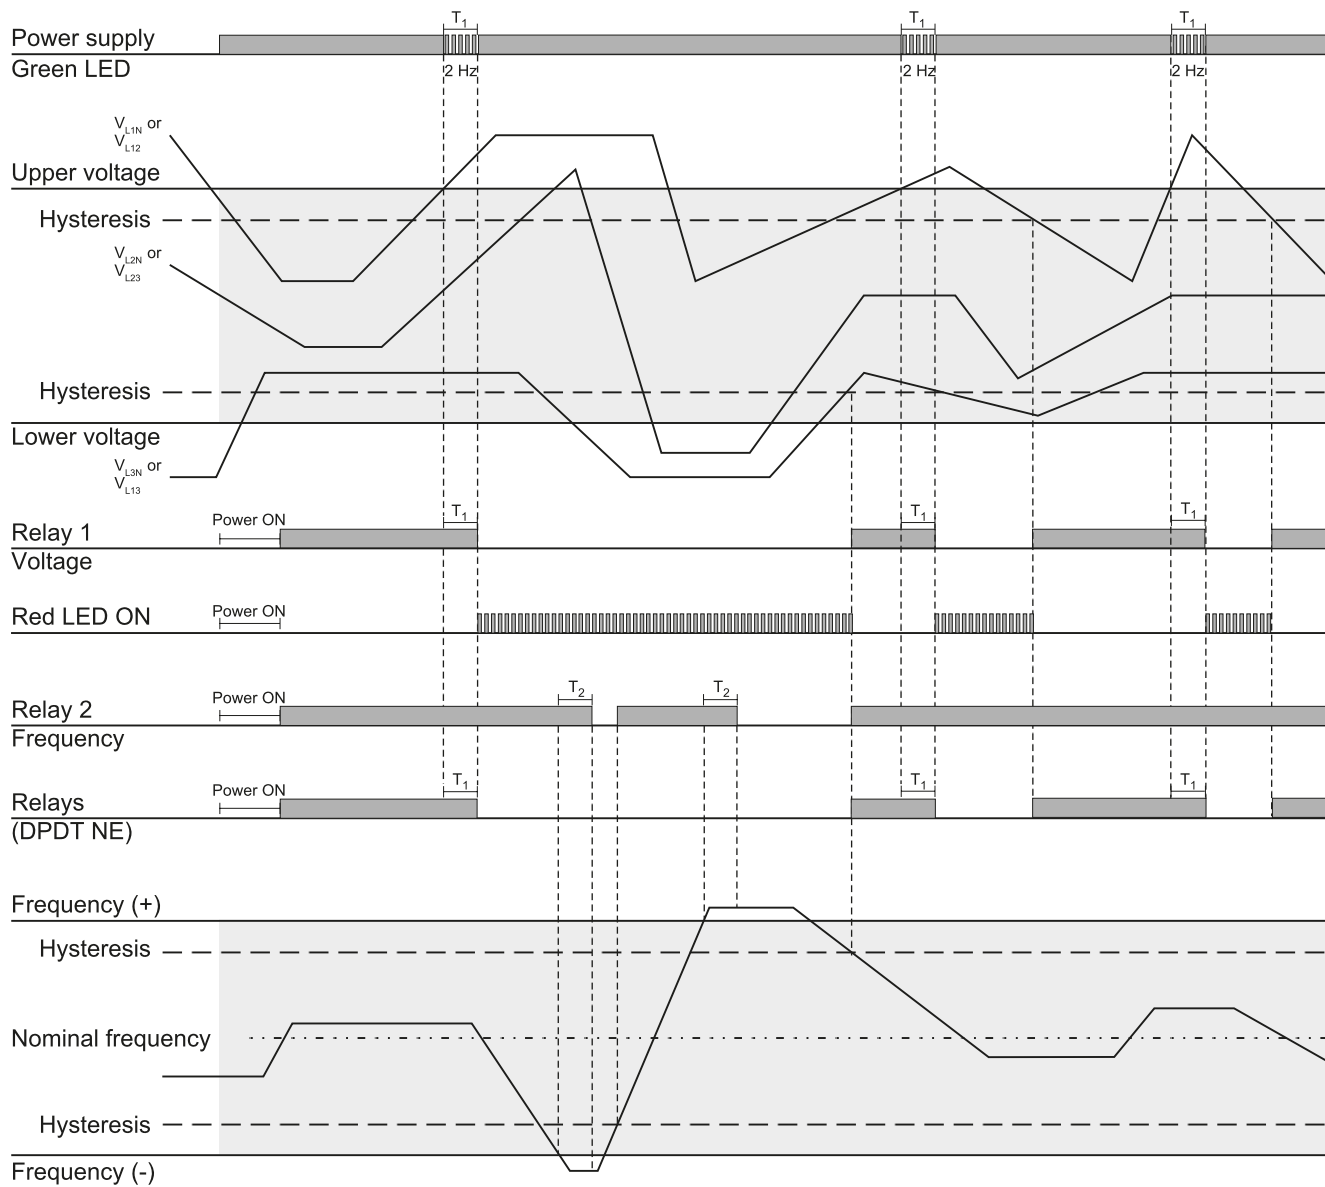 T1 T1 T1
Power supply
Green LED
2 Hz 2 Hz 2 Hz
VL1N or
VL12
Upper voltage
Hysteresis
VL2N or
VL23
Hysteresis
Lower voltage
VL3N or
VL13
T1 T1 T1
Power ON
Relay 1
Voltage
Power ON
Red LED ON
T2 T2
Power ON
Relay 2
Frequency
T1 T1 T1
Power ON
Relays
(DPDT NE)
Frequency (+)
Hysteresis
Nominal frequency
Hysteresis
Frequency (-)